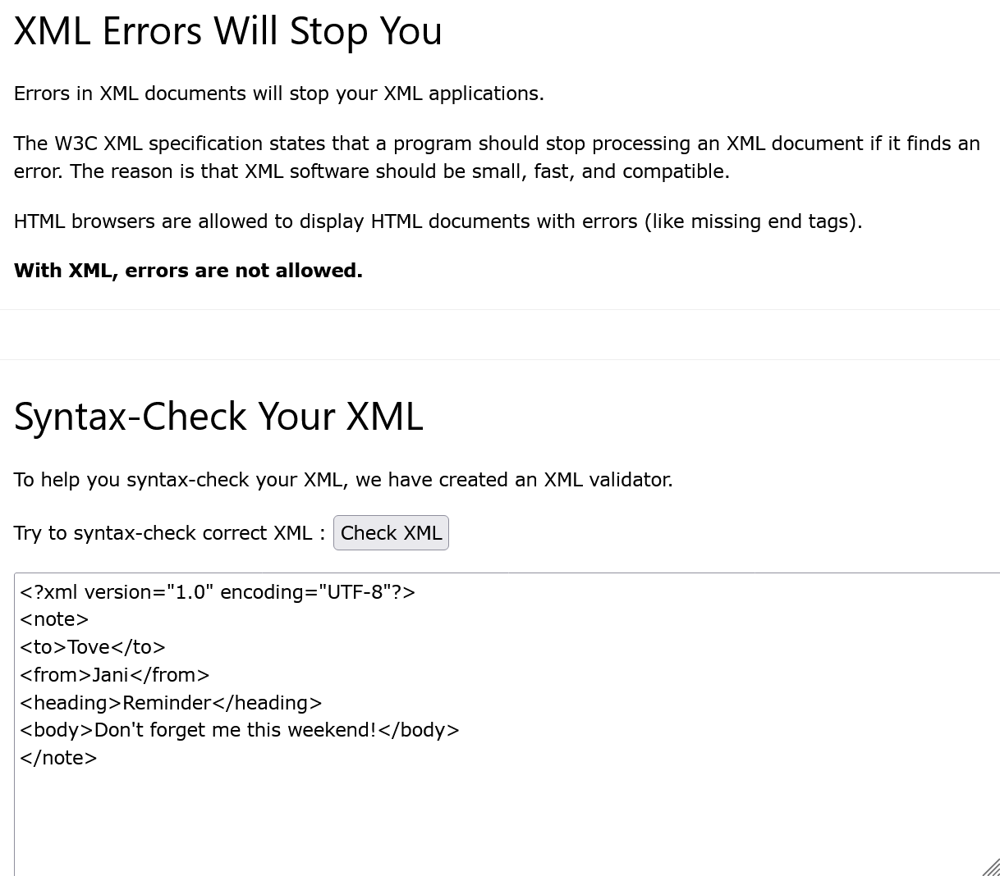 XML Errors Will Stop You
Errors in XML documents will stop your XML applications.
The W3C XML specification states that a program should stop processing an XML document if it finds an
error. The reason is that XML software should be small, fast, and compatible.
HTML browsers are allowed to display HTML documents with errors (like missing end tags).
With XML, errors are not allowed.
Syntax-Check Your XML
To help you syntax-check your XML, we have created an XML validator.
Try to syntax-check correct XML : Check XML
<?xml version="1.0" encoding="UTF-8"?>
<note>
<to>Tove</to>
<from>Jani</from>
<heading>Reminder</heading>
<body>Don't forget me this weekend!</body>
</note>